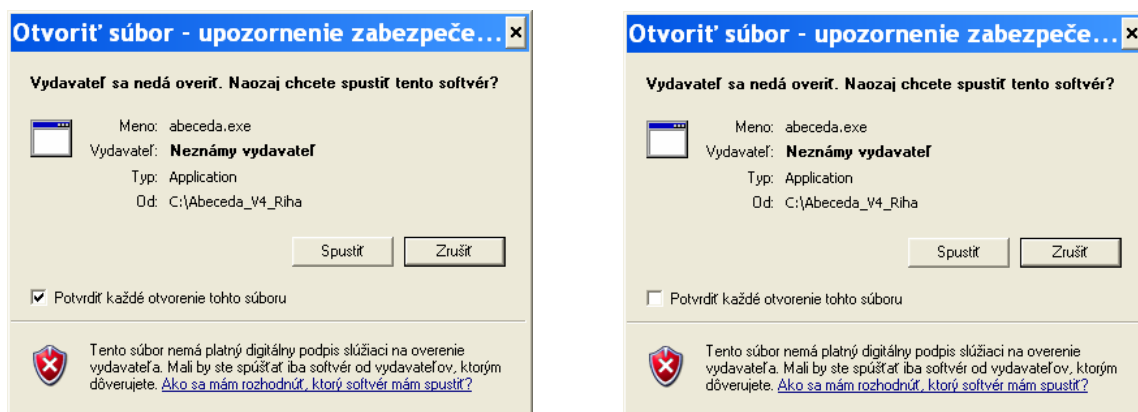 Otvoriť súbor - upozornenie zabezpeče...
Vydavateľ sa nedá overiť. Naozaj chcete spustiť tento softvér?
Meno: abeceda.exe
Vydavateľ: Neznámy vydavateľ
Typ: Application
Od: C:\Abeceda_V4_Riha
Spustiť Zrušiť
Potvrdiť každé otvorenie tohto súboru
Tento súbor nemá platný digitálny podpis slúžiaci na overenie
vydavateľa. Mali by ste spúšťať iba softvér od vydavateľov, ktorým
dôverujete. Ako sa mám rozhodnúť, ktorý softvér mám spustiť?
Otvoriť súbor - upozornenie zabezpeče...
Vydavateľ sa nedá overiť. Naozaj chcete spustiť tento softvér?
Meno: abeceda.exe
Vydavateľ: Neznámy vydavateľ
Typ: Application
Od: C:\Abeceda_V4_Riha
Spustiť Zrušiť
Potvrdiť každé otvorenie tohto súboru
Tento súbor nemá platný digitálny podpis slúžiaci na overenie
vydavateľa. Mali by ste spúšťať iba softvér od vydavateľov, ktorým
dôverujete. Ako sa mám rozhodnúť, ktorý softvér mám spustiť?